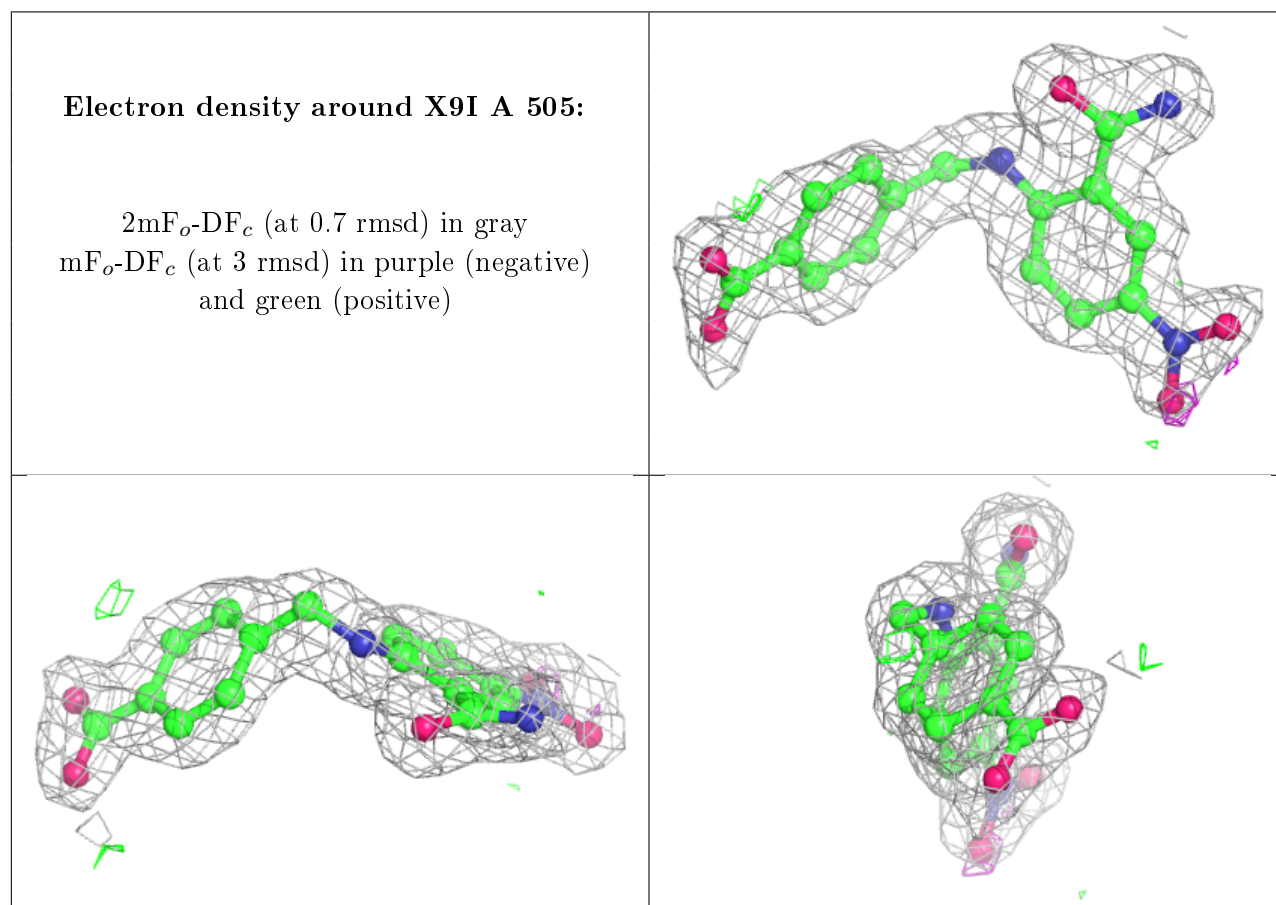 Electron density around X9I A 505:
2mFo-DFc (at 0.7 rmsd) in gray
mFo-DFc (at 3 rmsd) in purple (negative)
and green (positive)